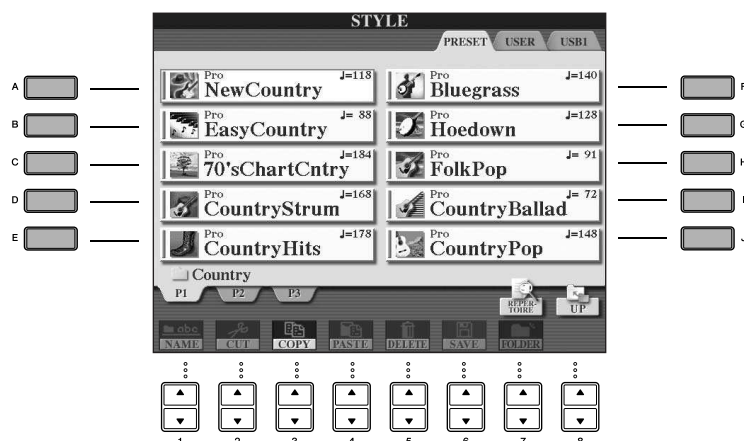 STYLE
PRESET USER USB1
A
Pro ♩=118
NewCountry
Pro ♩=140
Bluegrass
F
B
Pro ♩= 88
EasyCountry
Pro ♩=128
Hoedown
G
C
Pro ♩=184
70'sChartCntry
Pro ♩= 91
FolkPop
H
D
Pro ♩=168
CountryStrum
Pro ♩= 72
CountryBallad
I
E
Pro ♩=178
CountryHits
Pro ♩=148
CountryPop
J
Country
P1 P2 P3
REPER-
TOIRE
UP
abc
NAME CUT COPY PASTE DELETE SAVE FOLDER
1 2 3 4 5 6 7 8